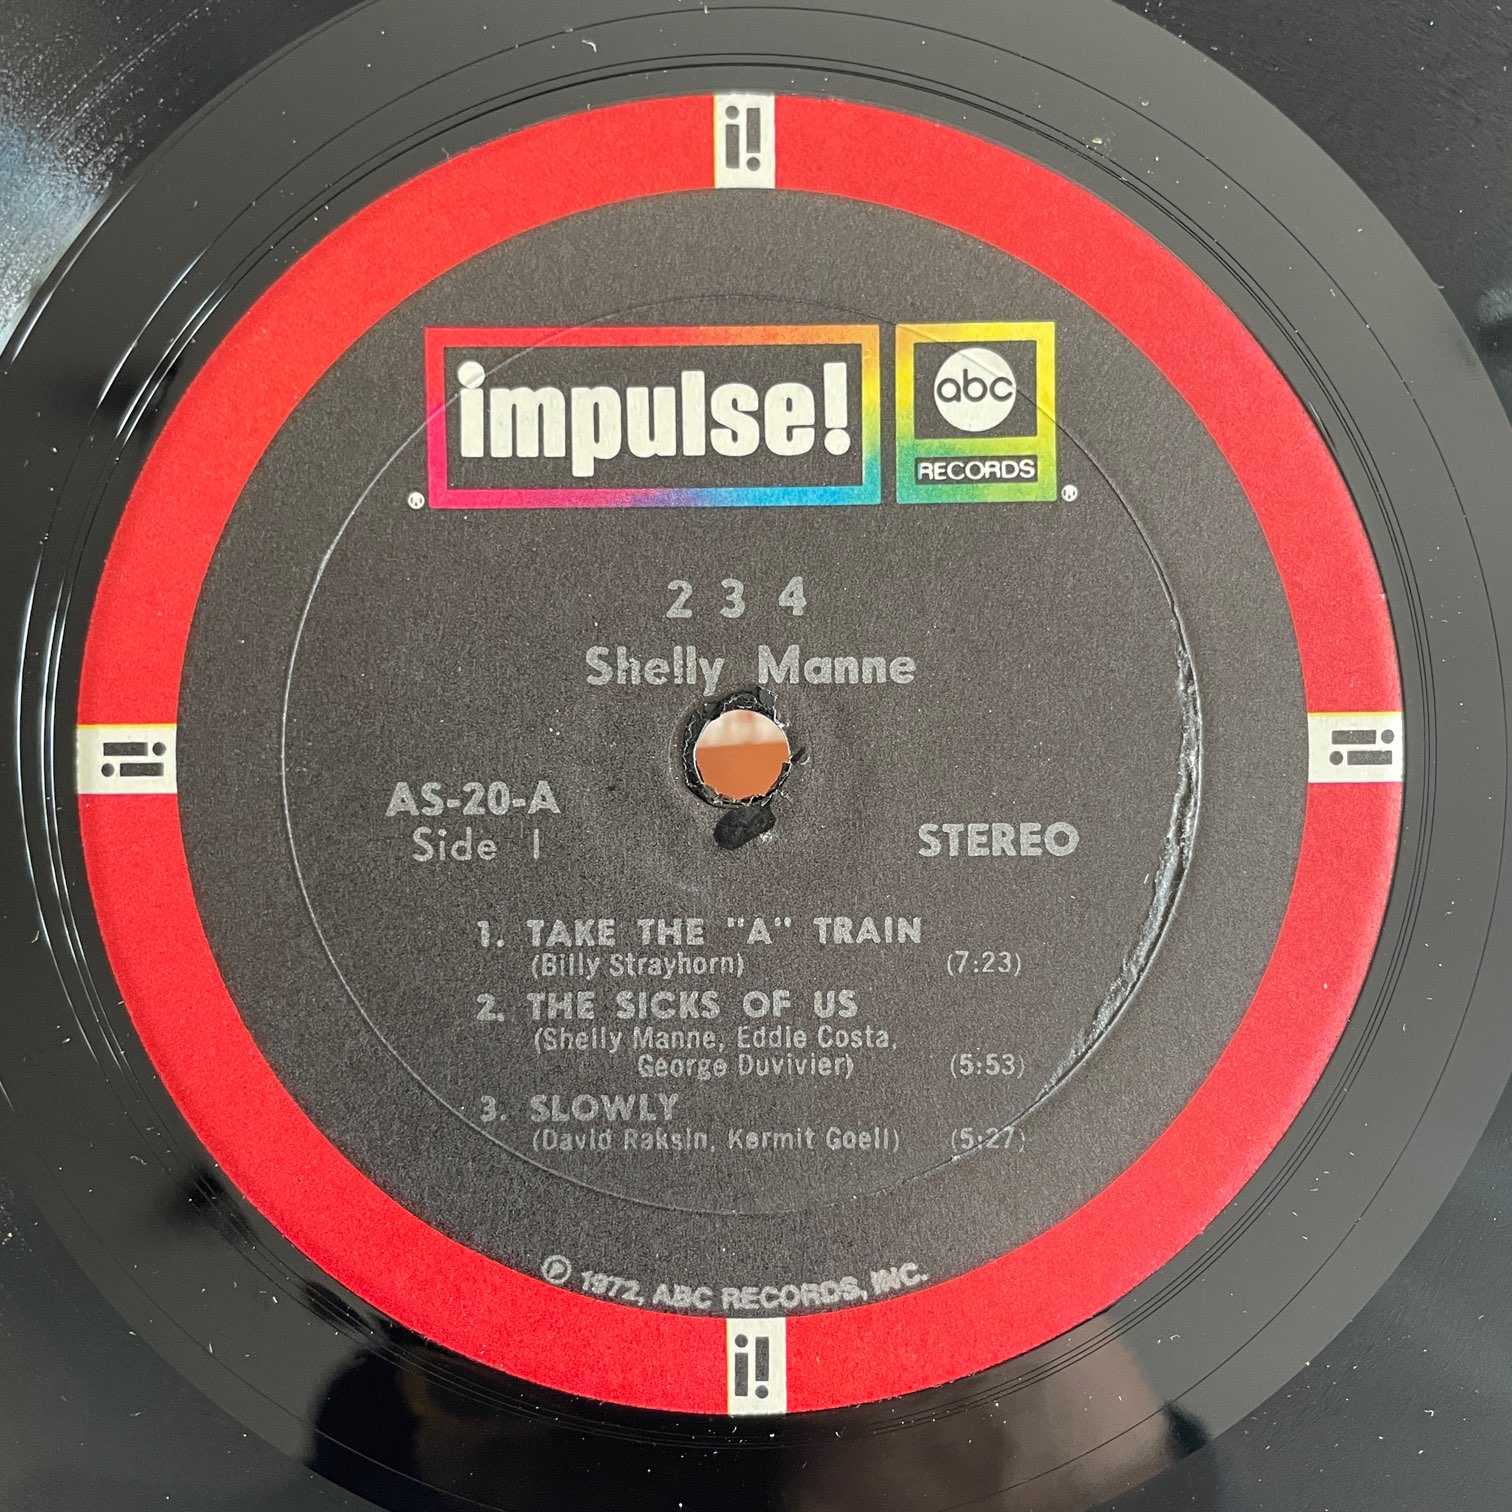 i!
impulse!
abc
RECORDS
®
®
2 3 4
Shelly Manne
i!
i!
AS-20-A
Side 1
STEREO
1. TAKE THE "A" TRAIN
(Billy Strayhorn) (7:23)
2. THE SICKS OF US
(Shelly Manne, Eddie Costa,
George Duvivier) (5:53)
3. SLOWLY
(David Raksin, Kermit Goell) (5:27)
℗ 1972, ABC RECORDS, INC.
i!